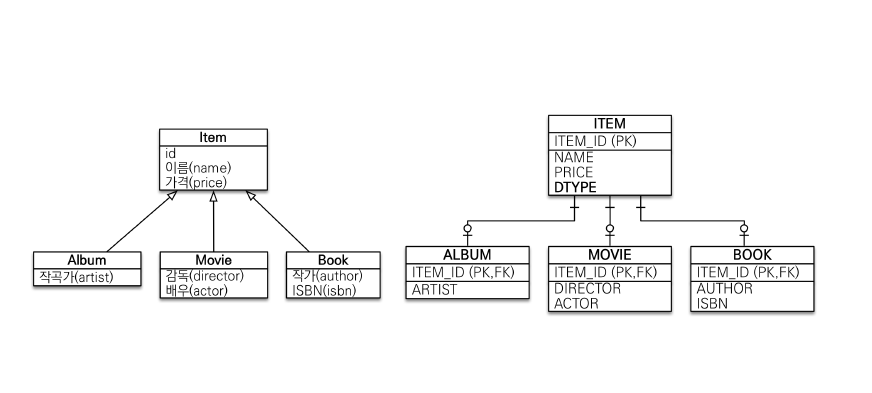 Item
id
이름(name)
가격(price)
Album
작곡가(artist)
Movie
감독(director)
배우(actor)
Book
작가(author)
ISBN(isbn)
ITEM
ITEM_ID (PK)
NAME
PRICE
DTYPE
ALBUM
ITEM_ID (PK,FK)
ARTIST
MOVIE
ITEM_ID (PK,FK)
DIRECTOR
ACTOR
BOOK
ITEM_ID (PK,FK)
AUTHOR
ISBN